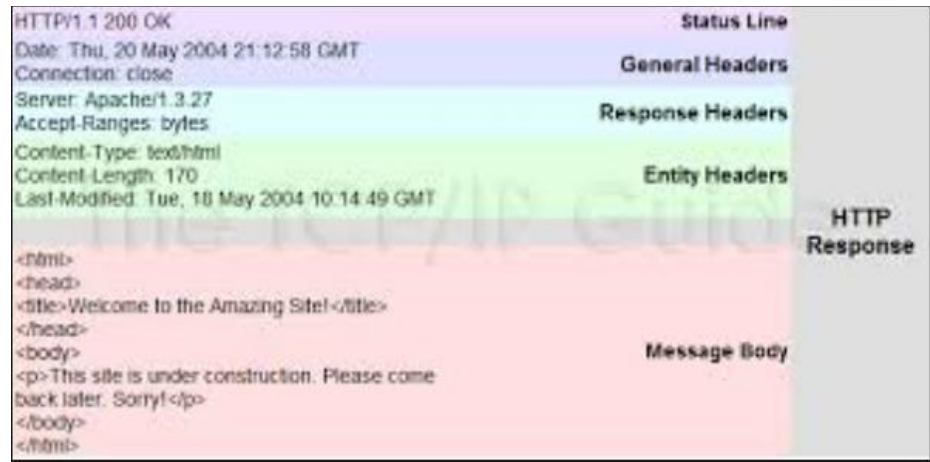 HTTP/1.1 200 OK
Status Line
Date: Thu, 20 May 2004 21:12:58 GMT
Connection: close
General Headers
Server: Apache/1.3.27
Accept-Ranges: bytes
Response Headers
Content-Type: text/html
Content-Length: 170
Last-Modified: Tue, 18 May 2004 10:14:49 GMT
Entity Headers
The TCP/IP Guide
HTTP
Response
<html>
<head>
<title>Welcome to the Amazing Site!</title>
</head>
<body>
<p>This site is under construction. Please come
back later. Sorry!</p>
</body>
</html>
Message Body